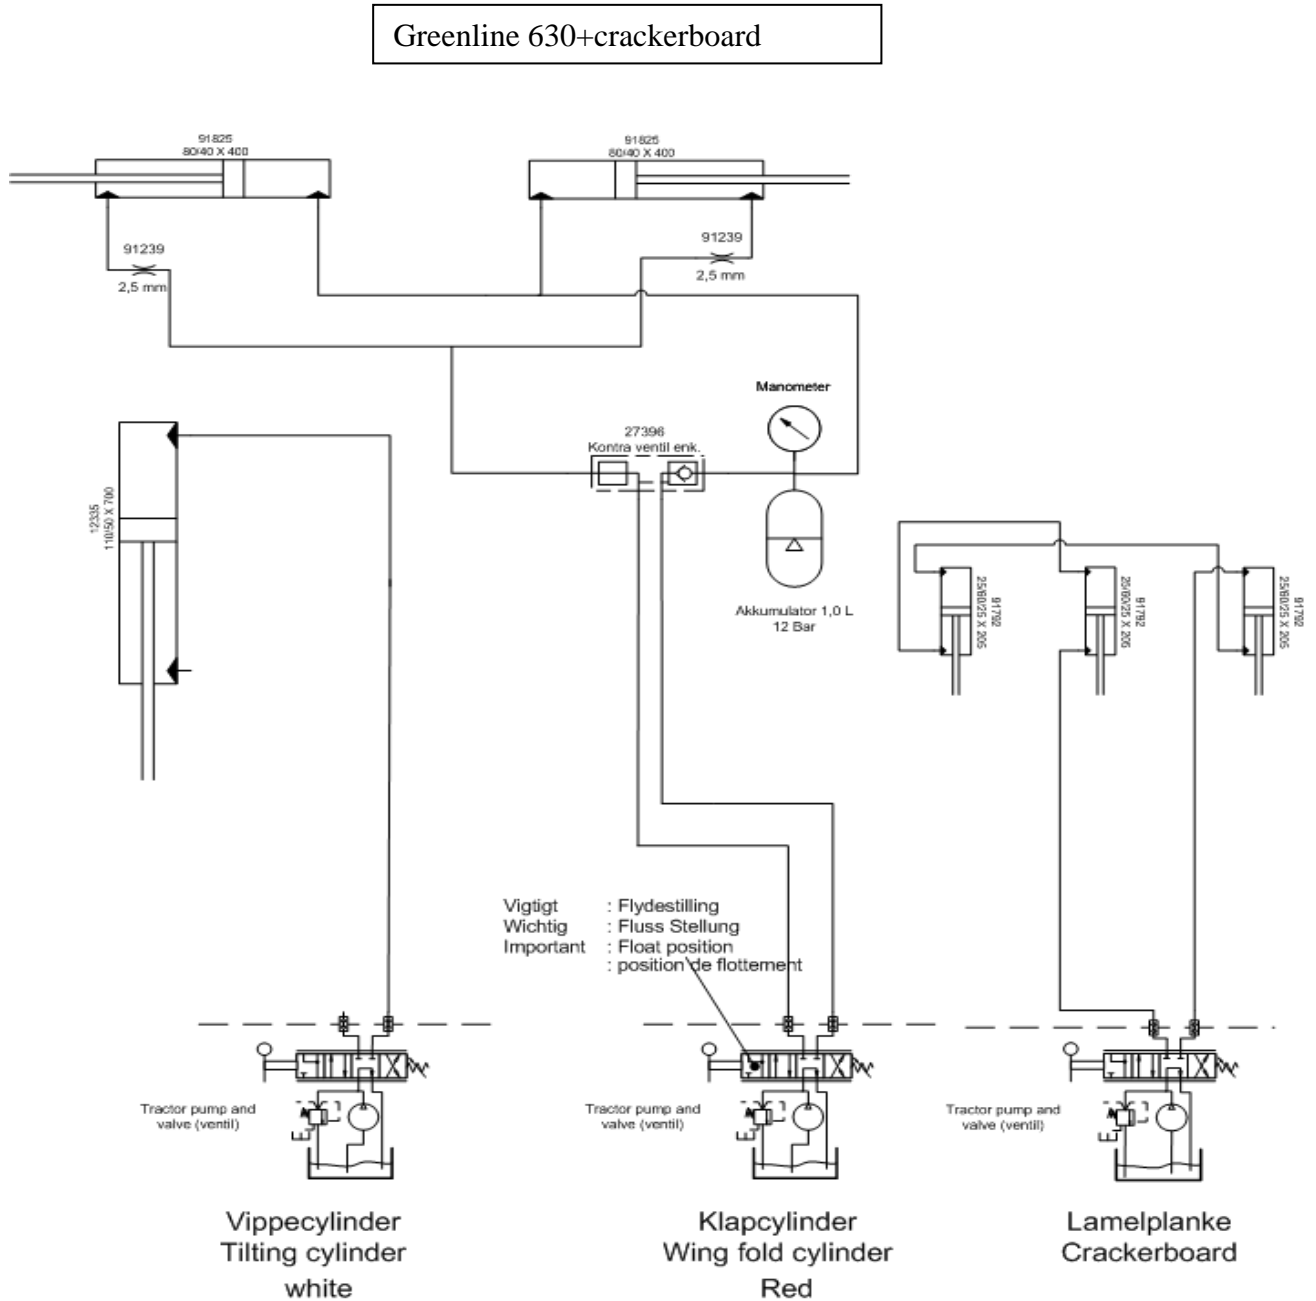 Greenline 630+crackerboard
91825
80/40 X 400
91825
80/40 X 400
91239
2,5 mm
91239
2,5 mm
Manometer
27396
Kontra ventil enk.
12335
110/50 X 700
Akkumulator 1,0 L
12 Bar
91792
25/60/25 X 205
91792
25/60/25 X 205
91792
25/60/25 X 205
Vigtigt : Flydestilling
Wichtig : Fluss Stellung
Important : Float position
: position de flottement
Tractor pump and
valve (ventil)
Tractor pump and
valve (ventil)
Tractor pump and
valve (ventil)
Vippecylinder
Tilting cylinder
white
Klapcylinder
Wing fold cylinder
Red
Lamelplanke
Crackerboard